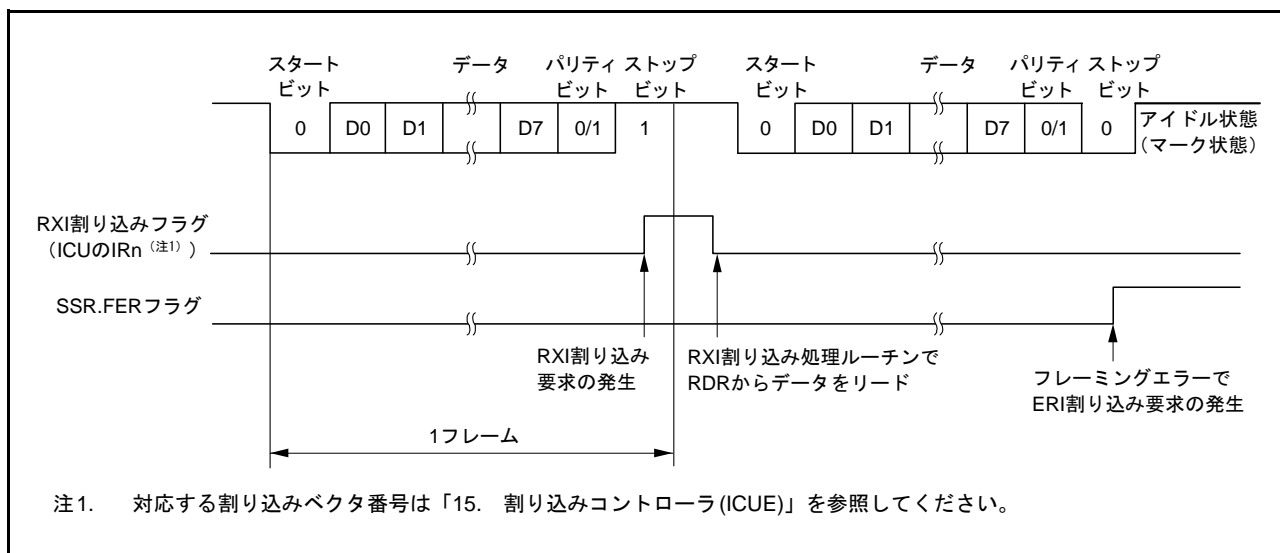 スタート
ビット
データ
パリティ
ビット
ストップ
ビット
スタート
ビット
データ
パリティ
ビット
ストップ
ビット
0 D0 D1 D7 0/1 1 0 D0 D1 D7 0/1 0
アイドル状態
（マーク状態）
RXI割り込みフラグ
（ICUのIRn（注1））
SSR.FERフラグ
RXI割り込み
要求の発生
RXI割り込み処理ルーチンで
RDRからデータをリード
フレーミングエラーで
ERI割り込み要求の発生
1フレーム
注1. 対応する割り込みベクタ番号は「15. 割り込みコントローラ(ICUE)」を参照してください。